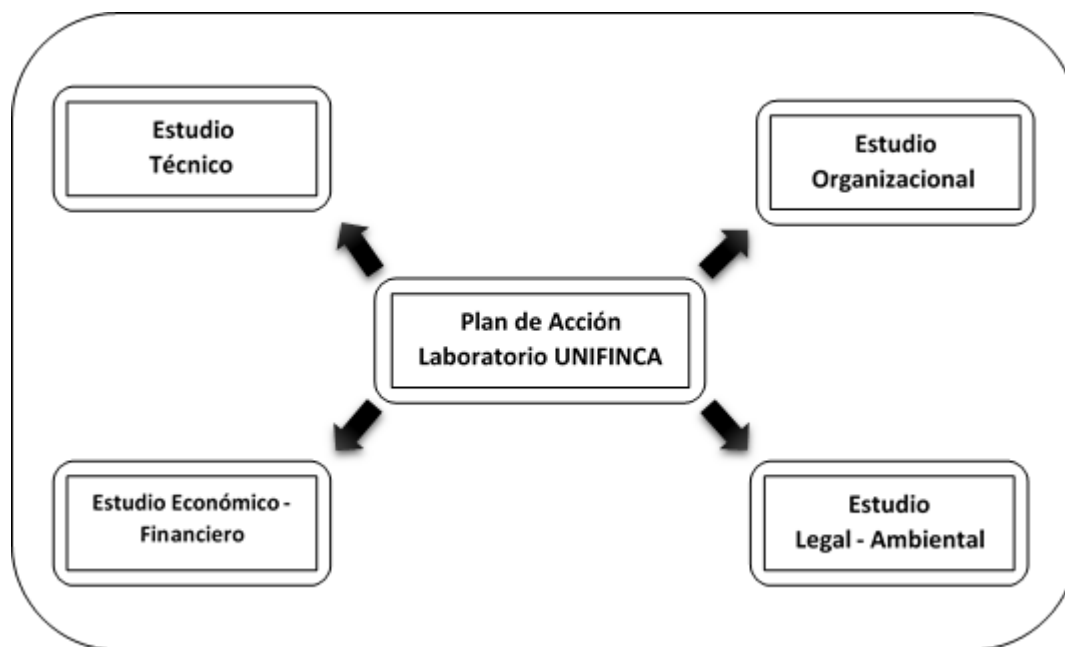 Estudio
Técnico
Estudio
Organizacional
Plan de Acción
Laboratorio UNIFINCA
Estudio Económico -
Financiero
Estudio
Legal - Ambiental